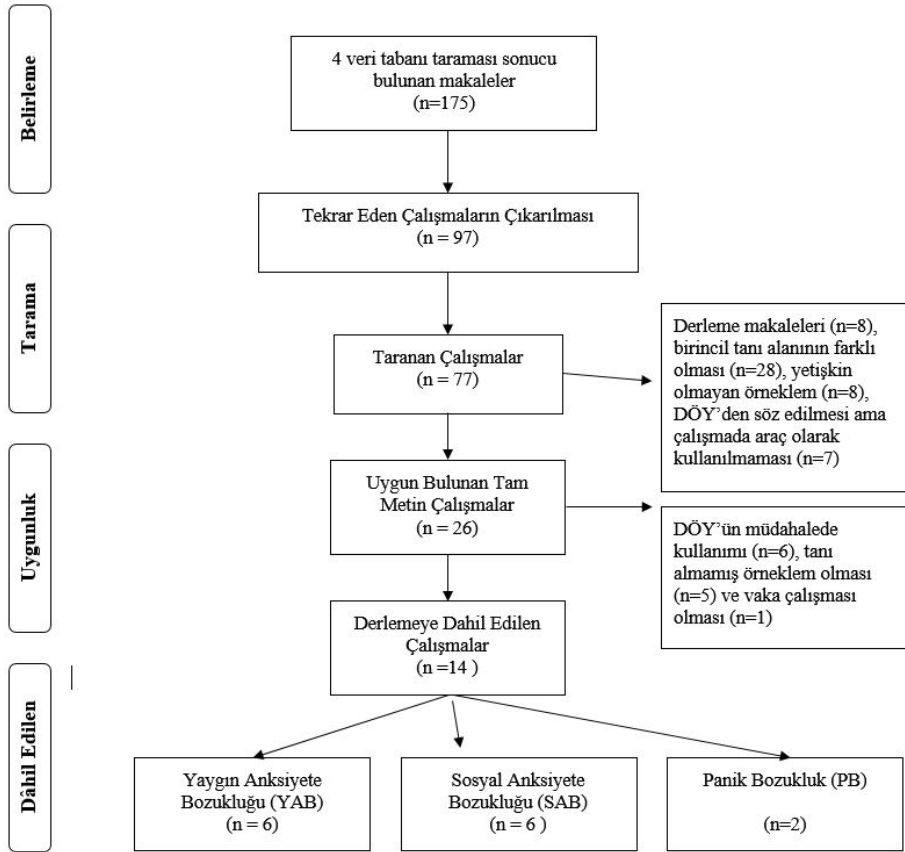 Belirleme
4 veri tabanı taraması sonucu
bulunan makaleler
(n=175)
Tekrar Eden Çalışmaların Çıkarılması
(n = 97)
Tarama
Taranan Çalışmalar
(n = 77)
Derleme makaleleri (n=8),
birincil tanı alanının farklı
olması (n=28), yetişkin
olmayan örneklem (n=8),
DÖY’den söz edilmesi ama
çalışmada araç olarak
kullanılmaması (n=7)
Uygunluk
Uygun Bulunan Tam
Metin Çalışmalar
(n = 26)
DÖY’ün müdahalede
kullanımı (n=6), tanı
almamış örneklem olması
(n=5) ve vaka çalışması
olması (n=1)
Derlemeye Dahil Edilen
Çalışmalar
(n =14 )
Dâhil Edilen
Yaygın Anksiyete
Bozukluğu (YAB)
(n = 6)
Sosyal Anksiyete
Bozukluğu (SAB)
(n = 6 )
Panik Bozukluk (PB)
(n=2)